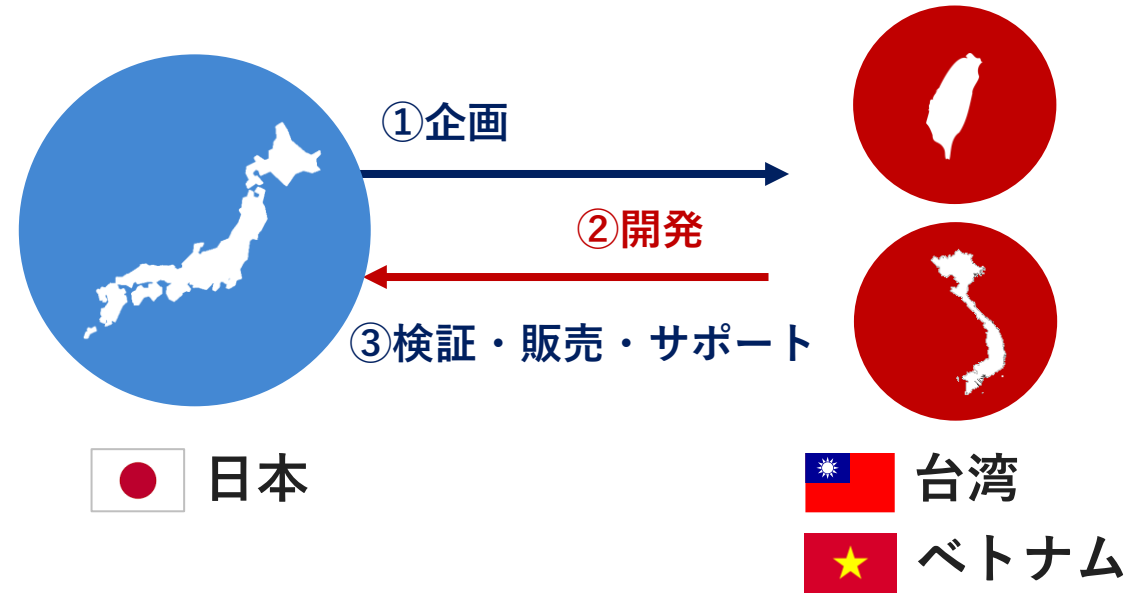 ①企画
②開発
③検証・販売・サポート
日本
台湾
ベトナム